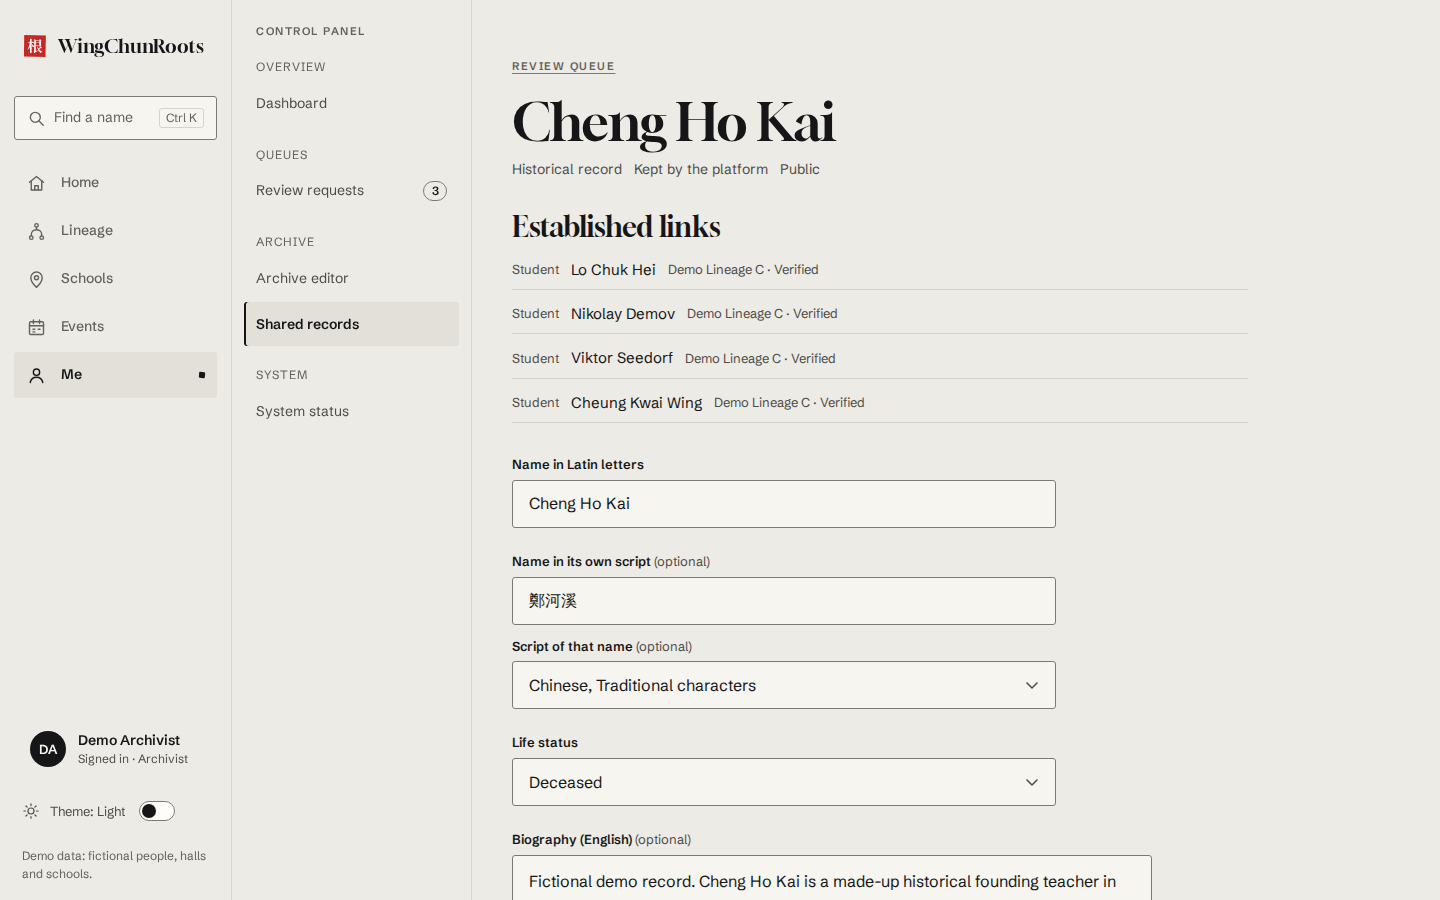 根 WingChunRoots
Find a name Ctrl K
Home
Lineage
Schools
Events
Me
DA Demo Archivist
Signed in · Archivist
Theme: Light
Demo data: fictional people, halls
and schools.
CONTROL PANEL
OVERVIEW
Dashboard
QUEUES
Review requests 3
ARCHIVE
Archive editor
Shared records
SYSTEM
System status
REVIEW QUEUE
Cheng Ho Kai
Historical record Kept by the platform Public
Established links
Student Lo Chuk Hei Demo Lineage C · Verified
Student Nikolay Demov Demo Lineage C · Verified
Student Viktor Seedorf Demo Lineage C · Verified
Student Cheung Kwai Wing Demo Lineage C · Verified
Name in Latin letters
Cheng Ho Kai
Name in its own script (optional)
鄭河溪
Script of that name (optional)
Chinese, Traditional characters
Life status
Deceased
Biography (English) (optional)
Fictional demo record. Cheng Ho Kai is a made-up historical founding teacher in